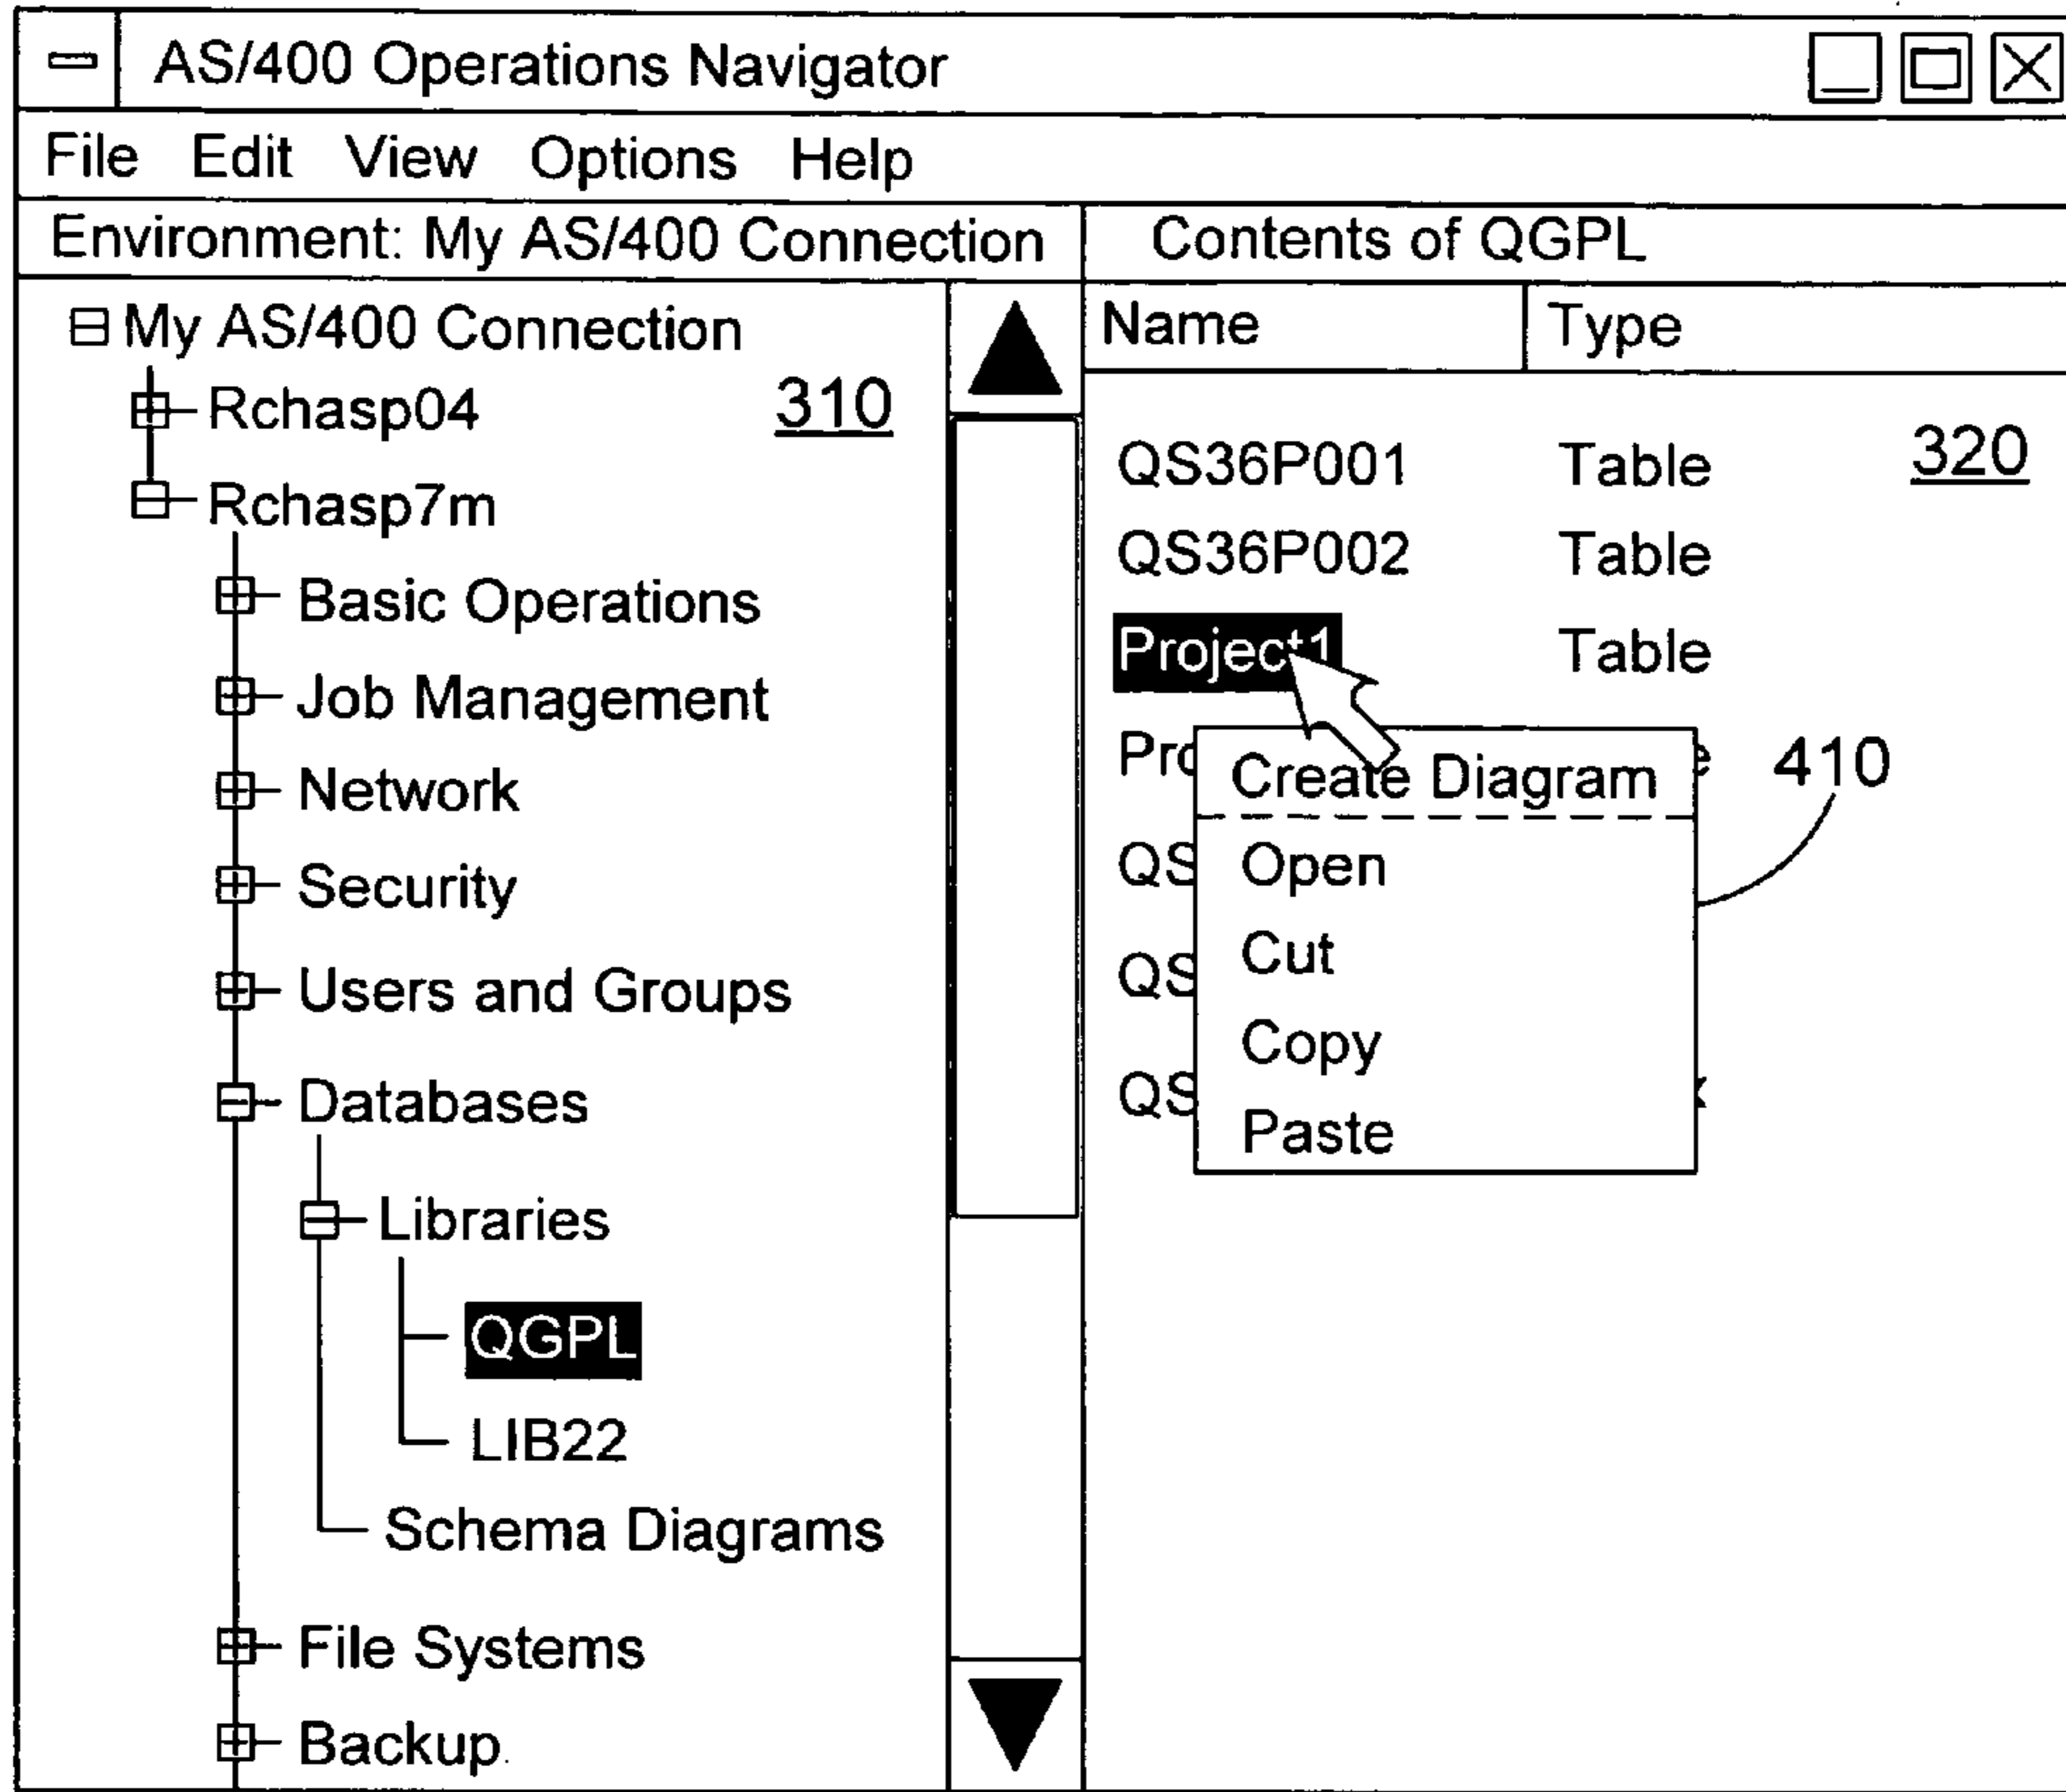 AS/400 Operations Navigator
File Edit View Options Help
Environment: My AS/400 Connection
Contents of QGPL
My AS/400 Connection
Name Type
Rchasp04
310
Rchasp7m
QS36P001 Table
320
QS36P002 Table
Project1 Table
Basic Operations
Job Management
Network
Security
Users and Groups
Databases
Libraries
QGPL
LIB22
Schema Diagrams
File Systems
Backup
Create Diagram
410
Open
Cut
Copy
Paste